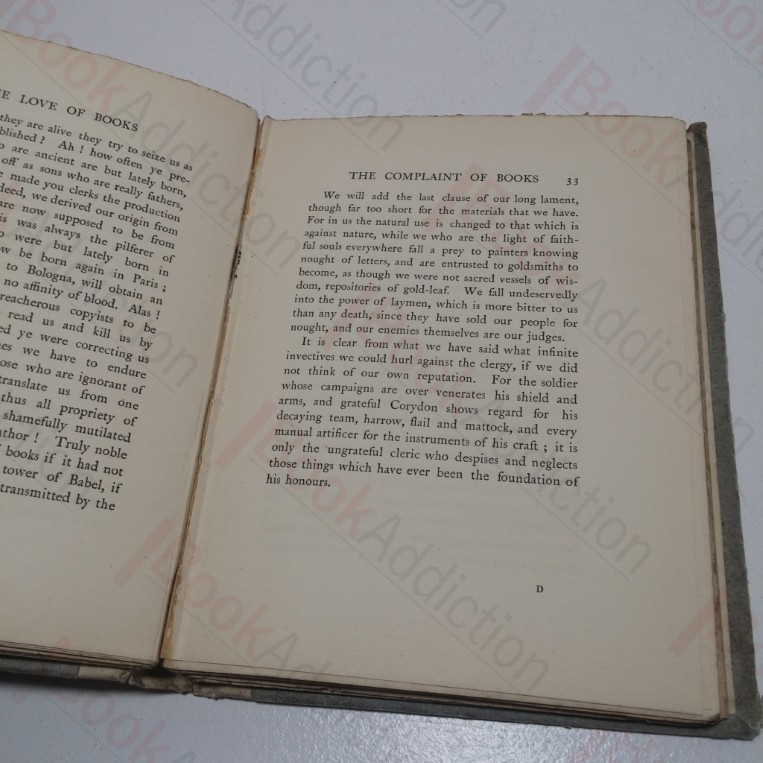 E LOVE OF BOOKS
they are alive they try to seize us as
blished ? Ah ! how often ye pre-
o are ancient are but lately born,
off as sons who are really fathers,
e made you clerks the production
deed, we derived our origin from
are now supposed to be from
is was always the pilferer of
o were but lately born in
ow be born again in Paris ;
to Bologna, will obtain an
no affinity of blood. Alas !
reacherous copyists to be
read us and kill us by
ed ye were correcting us
es we have to endure
ose who are ignorant of
translate us from one
thus all propriety of
shamefully mutilated
uthor ! Truly noble
books if it had not
tower of Babel, if
transmitted by the
THE COMPLAINT OF BOOKS 33
We will add the last clause of our long lament,
though far too short for the materials that we have.
For in us the natural use is changed to that which is
against nature, while we who are the light of faith-
ful souls everywhere fall a prey to painters knowing
nought of letters, and are entrusted to goldsmiths to
become, as though we were not sacred vessels of wis-
dom, repositories of gold-leaf. We fall undeservedly
into the power of laymen, which is more bitter to us
than any death, since they have sold our people for
nought, and our enemies themselves are our judges.
It is clear from what we have said what infinite
invectives we could hurl against the clergy, if we did
not think of our own reputation. For the soldier
whose campaigns are over venerates his shield and
arms, and grateful Corydon shows regard for his
decaying team, harrow, flail and mattock, and every
manual artificer for the instruments of his craft ; it is
only the ungrateful cleric who despises and neglects
those things which have ever been the foundation of
his honours.
D
BookAddiction
BookAddiction
BookAddiction
BookAddiction
BookAddiction